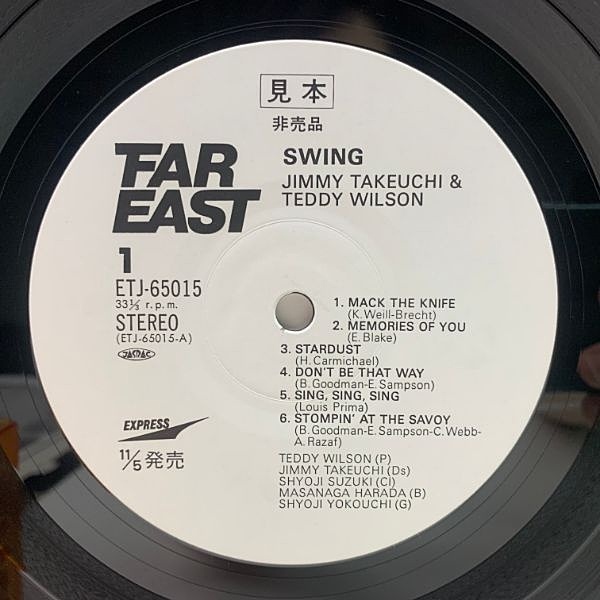 見本
非売品
FAR
EAST
SWING
JIMMY TAKEUCHI &
TEDDY WILSON
1
ETJ-65015
33⅓ r.p.m.
STEREO
(ETJ-65015-A)
JASRAC
1. MACK THE KNIFE
(K. Weill-Brecht)
2. MEMORIES OF YOU
(E. Blake)
3. STARDUST
(H. Carmichael)
4. DON'T BE THAT WAY
(B. Goodman-E. Sampson)
5. SING, SING, SING
(Louis Prima)
6. STOMPIN' AT THE SAVOY
(B. Goodman-E. Sampson-C. Webb-
A. Razaf)
EXPRESS
11/5発売
TEDDY WILSON (P)
JIMMY TAKEUCHI (Ds)
SHYOJI SUZUKI (Cl)
MASANAGA HARADA (B)
SHYOJI YOKOUCHI (G)